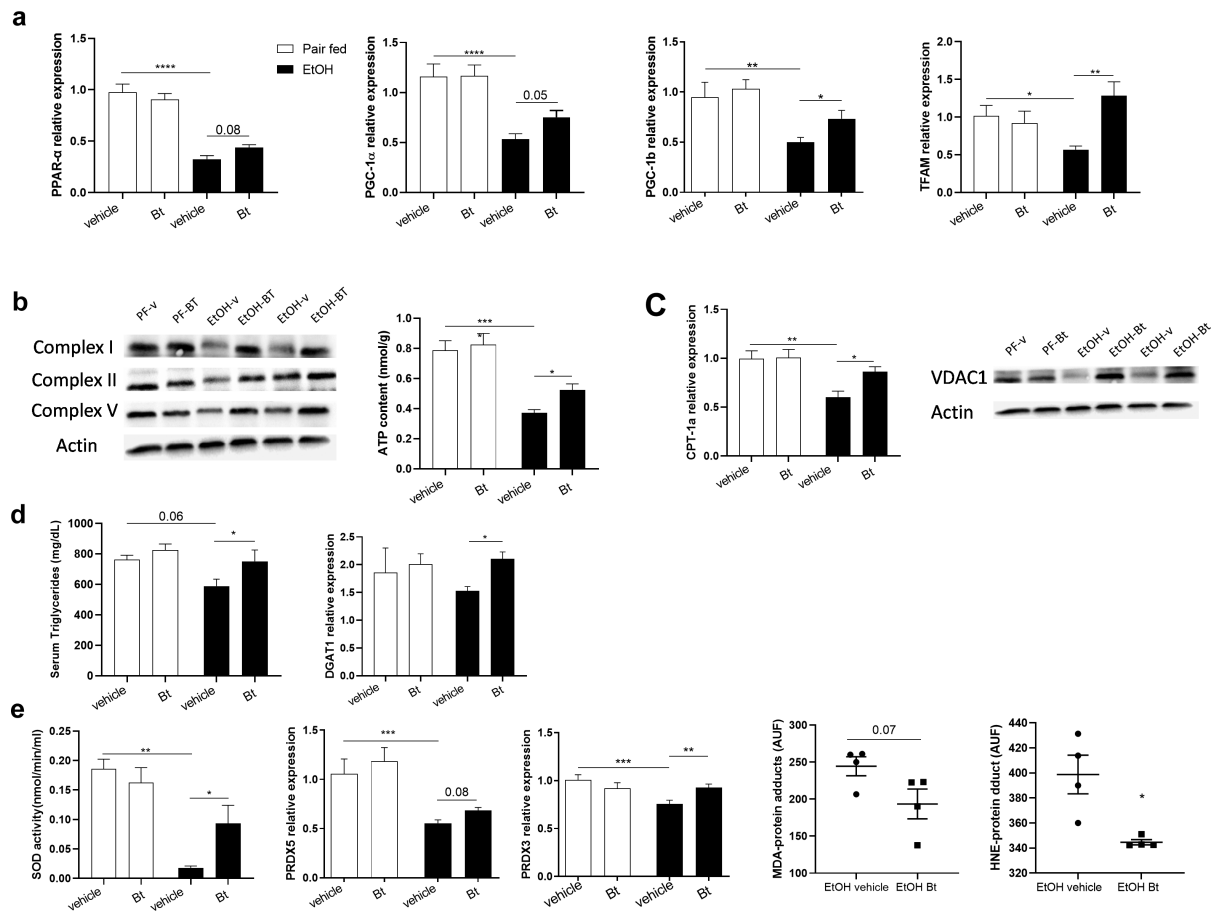 a
PPAR-α relative expression
1.5
1.0
0.5
0.0
****
0.08
vehicle
Bt
vehicle
Bt
Pair fed
EtOH
PGC-1α relative expression
1.5
1.0
0.5
0.0
****
0.05
vehicle
Bt
vehicle
Bt
PGC-1b relative expression
1.5
1.0
0.5
0.0
**
*
vehicle
Bt
vehicle
Bt
TFAM relative expression
2.0
1.5
1.0
0.5
0.0
*
**
vehicle
Bt
vehicle
Bt
b
PF-v
PF-BT
EtOH-v
EtOH-BT
EtOH-v
EtOH-BT
Complex I
Complex II
Complex V
Actin
ATP content (nmol/g)
1.0
0.8
0.6
0.4
0.2
0.0
***
*
*
vehicle
Bt
vehicle
Bt
C
CPT-1a relative expression
1.5
1.0
0.5
0.0
**
*
vehicle
Bt
vehicle
Bt
PF-v
PF-Bt
EtOH-v
EtOH-Bt
EtOH-v
EtOH-Bt
VDAC1
Actin
d
Serum Triglycerides (mg/dL)
1000
800
600
400
200
0
0.06
*
vehicle
Bt
vehicle
Bt
DGAT1 relative expression
2.5
2.0
1.5
1.0
0.5
0.0
*
vehicle
Bt
vehicle
Bt
e
SOD activity(nmol/min/ml)
0.25
0.20
0.15
0.10
0.05
0.00
**
*
vehicle
Bt
vehicle
Bt
PRDX5 relative expression
1.5
1.0
0.5
0.0
***
0.08
vehicle
Bt
vehicle
Bt
PRDX3 relative expression
1.5
1.0
0.5
0.0
***
**
vehicle
Bt
vehicle
Bt
MDA-protein adducts (AUF)
300
250
200
150
100
0.07
EtOH vehicle
EtOH Bt
HNE-protein dduct (AUF)
440
420
400
380
360
340
320
*
EtOH vehicle
EtOH Bt